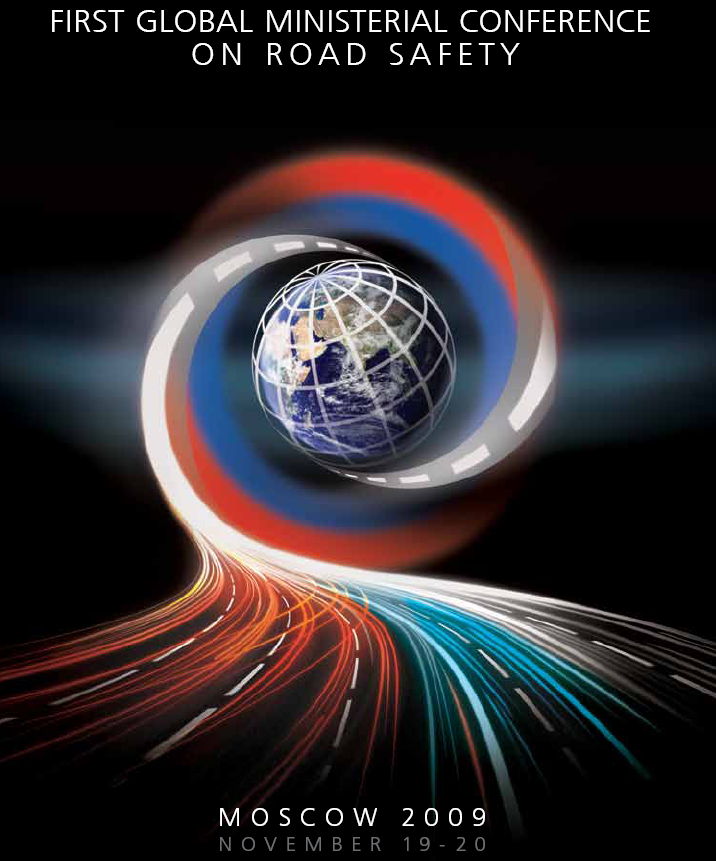 FIRST GLOBAL MINISTERIAL CONFERENCE
ON ROAD SAFETY
MOSCOW 2009
NOVEMBER 19-20